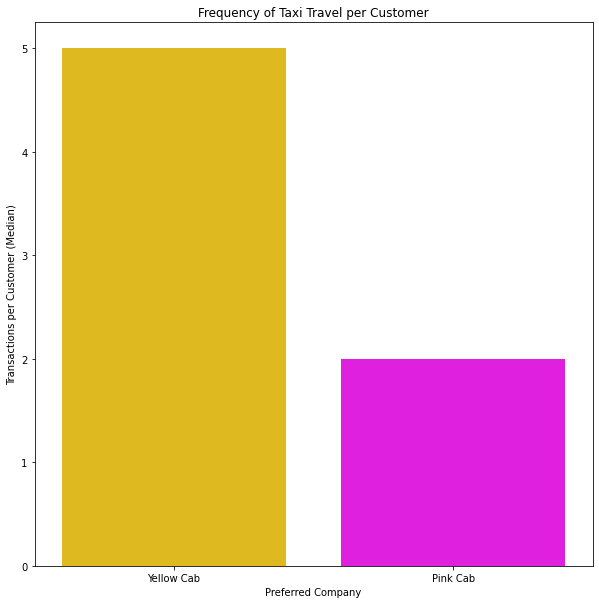 Frequency of Taxi Travel per Customer
Transactions per Customer (Median)
5
4
3
2
1
0
Yellow Cab
Pink Cab
Preferred Company